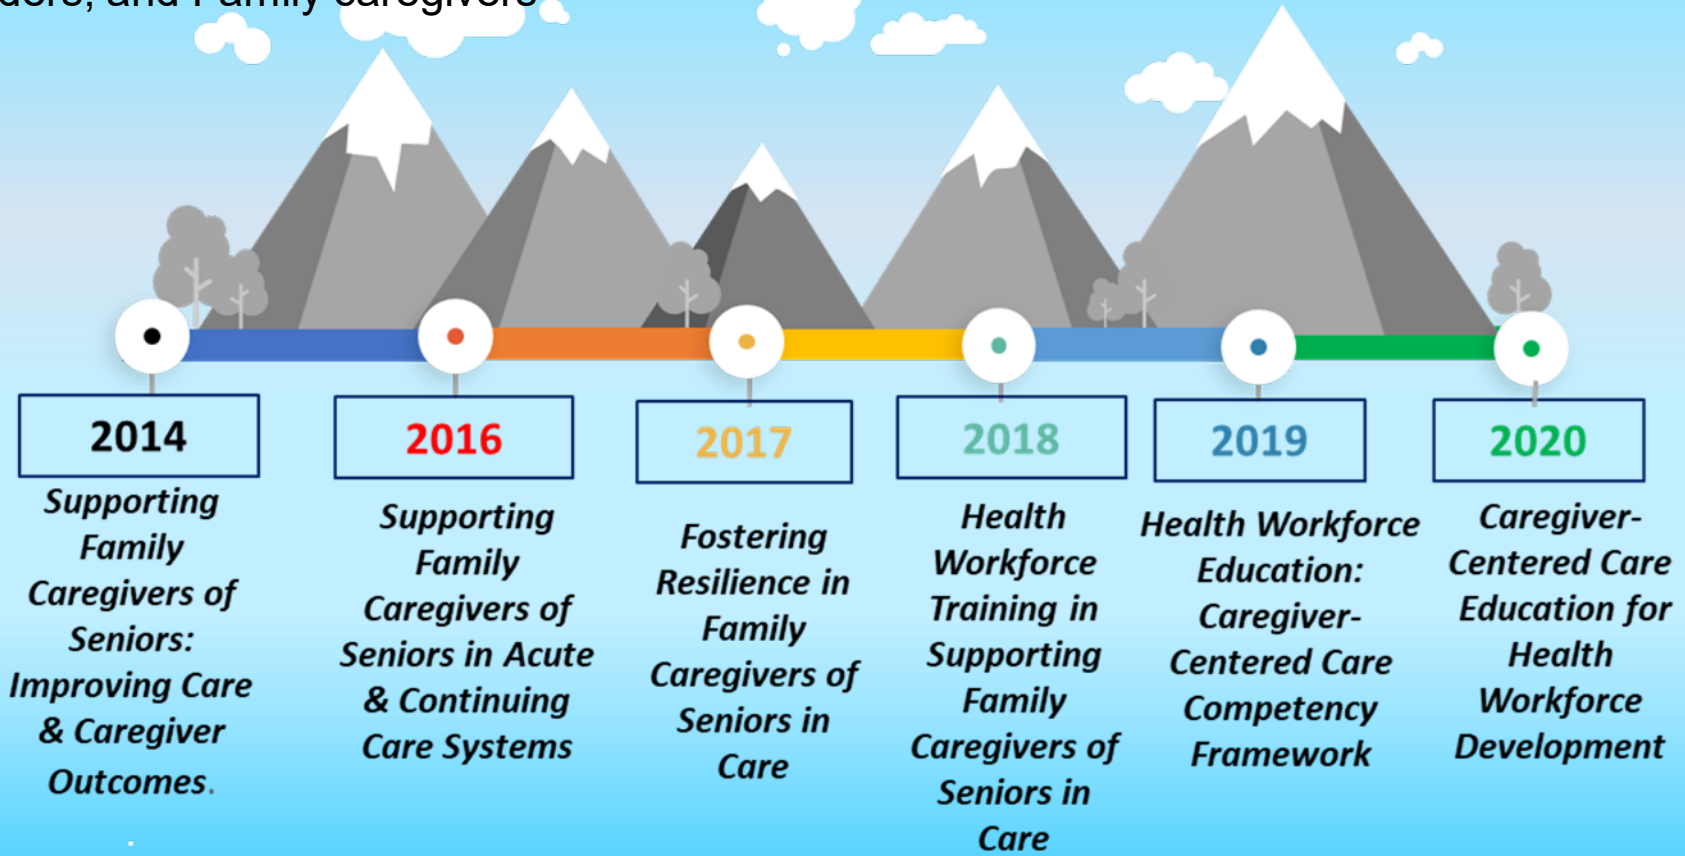 and Family caregivers
2014
Supporting
Family
Caregivers of
Seniors:
Improving Care
& Caregiver
Outcomes.
2016
Supporting
Family
Caregivers of
Seniors in Acute
& Continuing
Care Systems
2017
Fostering
Resilience in
Family
Caregivers of
Seniors in
Care
2018
Health
Workforce
Training in
Supporting
Family
Caregivers of
Seniors in
Care
2019
Health Workforce
Education:
Caregiver-
Centered Care
Competency
Framework
2020
Caregiver-
Centered Care
Education for
Health
Workforce
Development